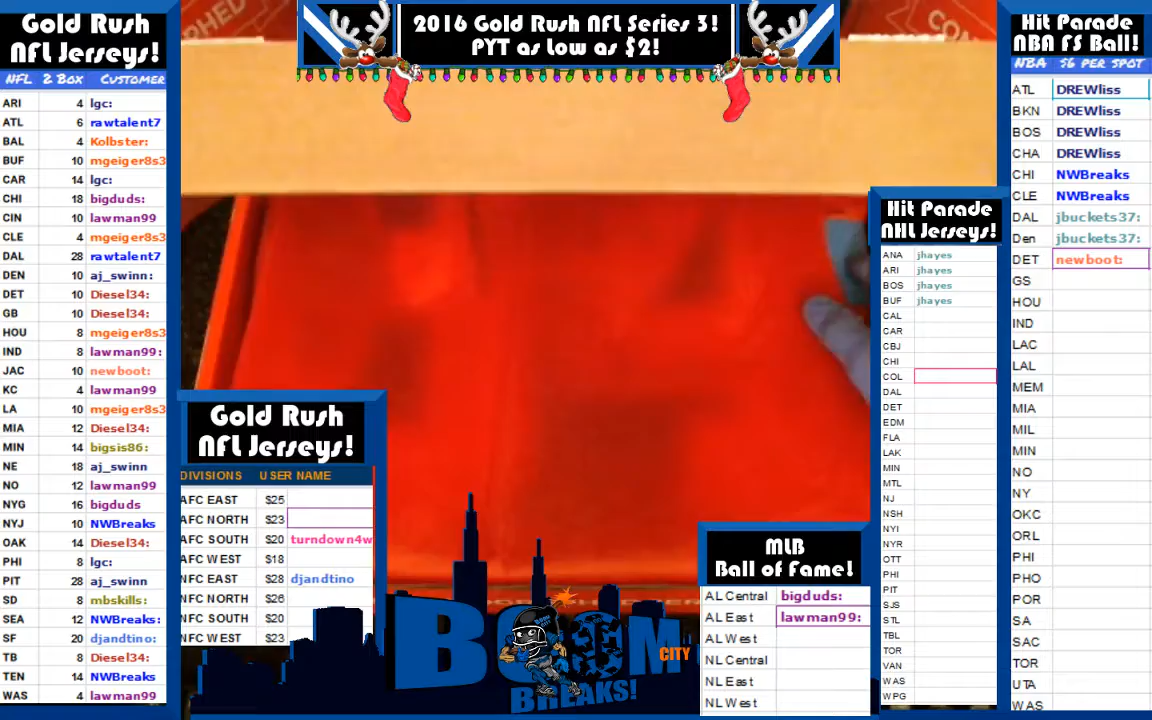 Gold Rush
NFL Jerseys!
NFL 2 BOX CUSTOMER
ARI 4 lgc:
ATL 6 rawtalent7
BAL 4 Kolbster:
BUF 10 mgeiger8s3
CAR 14 lgc:
CHI 18 bigduds:
CIN 10 lawman99
CLE 4 mgeiger8s3
DAL 28 rawtalent7
DEN 10 aj_swinn:
DET 10 Diesel34:
GB 10 Diesel34:
HOU 8 mgeiger8s3
IND 8 lawman99:
JAC 10 newboot:
KC 4 lawman99
LA 10 mgeiger8s3
MIA 12 Diesel34:
MIN 14 bigsis86:
NE 18 aj_swinn
NO 12 lawman99
NYG 16 bigduds
NYJ 10 NWBreaks
OAK 14 Diesel34:
PHI 8 lgc:
PIT 28 aj_swinn
SD 8 mbskills:
SEA 12 NWBreaks:
SF 20 djandtino:
TB 8 Diesel34:
TEN 14 NWBreaks
WAS 4 lawman99
2016 Gold Rush NFL Series 3!
PYT as Low as $2!
Gold Rush
NFL Jerseys!
DIVISIONS USER NAME
AFC EAST $25
AFC NORTH $23
AFC SOUTH $20 turndown4w
AFC WEST $18
NFC EAST $28 djandtino
NFC NORTH $26
NFC SOUTH $20
NFC WEST $23
BOOM
CITY
BREAKS!
MLB
Ball of Fame!
AL Central bigduds:
AL East lawman99:
AL West
NL Central
NL East
NL West
Hit Parade
NHL Jerseys!
ANA jhayes
ARI jhayes
BOS jhayes
BUF jhayes
CAL
CAR
CBJ
CHI
COL
DAL
DET
EDM
FLA
LAK
MIN
MTL
NJ
NSH
NYI
NYR
OTT
PHI
PIT
SJS
STL
TBL
TOR
VAN
WAS
WPG
Hit Parade
NBA FS Ball!
NBA $6 PER SPOT
ATL DREWliss
BKN DREWliss
BOS DREWliss
CHA DREWliss
CHI NWBreaks
CLE NWBreaks
DAL jbuckets37:
Den jbuckets37:
DET newboot:
GS
HOU
IND
LAC
LAL
MEM
MIA
MIL
MIN
NO
NY
OKC
ORL
PHI
PHO
POR
SA
SAC
TOR
UTA
WAS